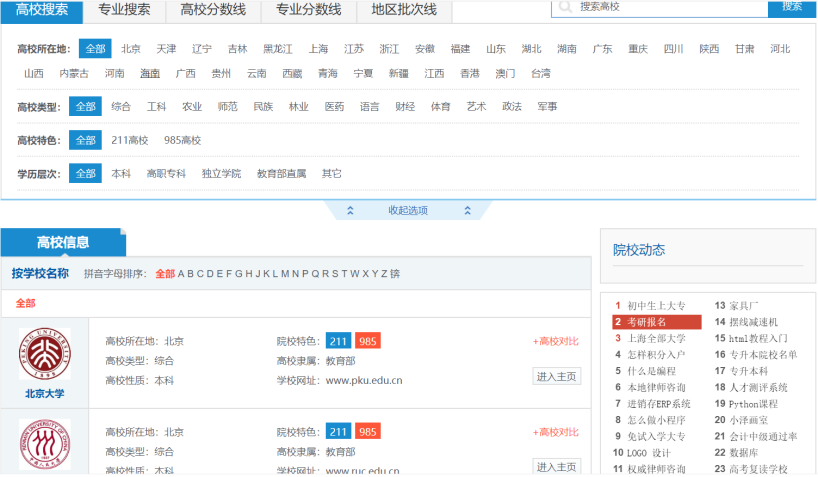 高校搜索 专业搜索 高校分数线 专业分数线 地区批次线 搜索高校 搜索
高校所在地: 全部 北京 天津 辽宁 吉林 黑龙江 上海 江苏 浙江 安徽 福建 山东 湖北 湖南 广东 重庆 四川 陕西 甘肃 河北
山西 内蒙古 河南 海南 广西 贵州 云南 西藏 青海 宁夏 新疆 江西 香港 澳门 台湾
高校类型: 全部 综合 工科 农业 师范 民族 林业 医药 语言 财经 体育 艺术 政法 军事
高校特色: 全部 211高校 985高校
学历层次: 全部 本科 高职专科 独立学院 教育部直属 其它
收起选项
高校信息
按学校名称 拼音字母排序: 全部 A B C D E F G H J K L M N P Q R S T W X Y Z 锛
全部
PEKING UNIVERSITY
1898
北京大学
高校所在地: 北京
高校类型: 综合
高校性质: 本科
院校特色: 211 985
高校隶属: 教育部
学校网址: www.pku.edu.cn
+高校对比
进入主页
RENMIN UNIVERSITY OF CHINA
1937
高校所在地: 北京
高校类型: 综合
高校性质: 本科
院校特色: 211 985
高校隶属: 教育部
学校网址: www.ruc.edu.cn
+高校对比
进入主页
院校动态
1 初中生上大专
2 考研报名
3 上海全部大学
4 怎样积分入户
5 什么是编程
6 本地律师咨询
7 进销存ERP系统
8 怎么做小程序
9 免试入学大专
10 LOGO 设计
11 权威律师咨询
13 家具厂
14 摆线减速机
15 html教程入门
16 专升本院校名单
17 专升本科
18 人才测评系统
19 Python课程
20 小泽画室
21 会计中级通过率
22 数据库
23 高考复读学校